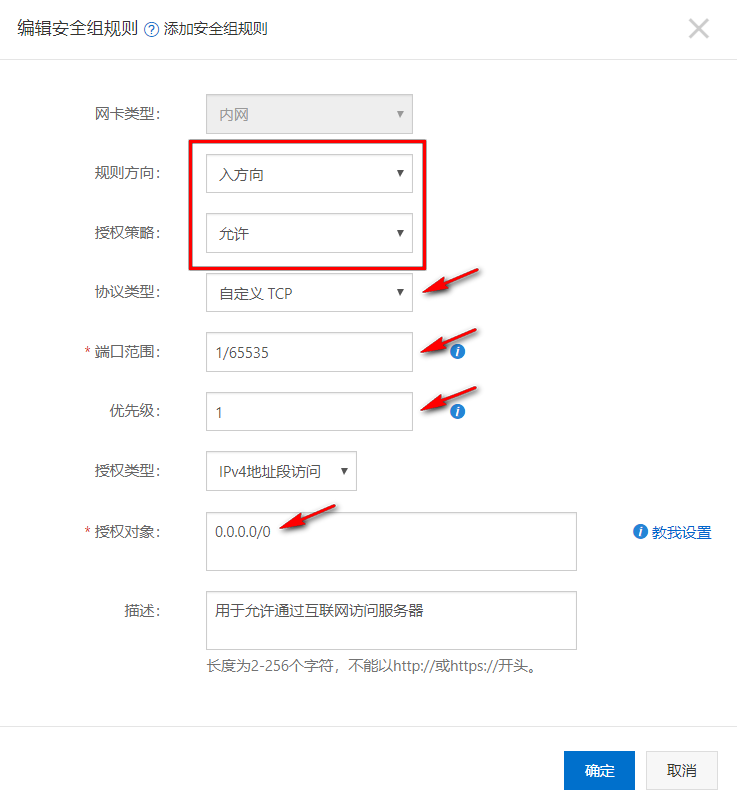 编辑安全组规则 ? 添加安全组规则
网卡类型： 内网
规则方向： 入方向
授权策略： 允许
协议类型： 自定义 TCP
* 端口范围： 1/65535
优先级： 1
授权类型： IPv4地址段访问
* 授权对象： 0.0.0.0/0 i 教我设置
描述： 用于允许通过互联网访问服务器
长度为2-256个字符，不能以http://或https://开头。
确定 取消